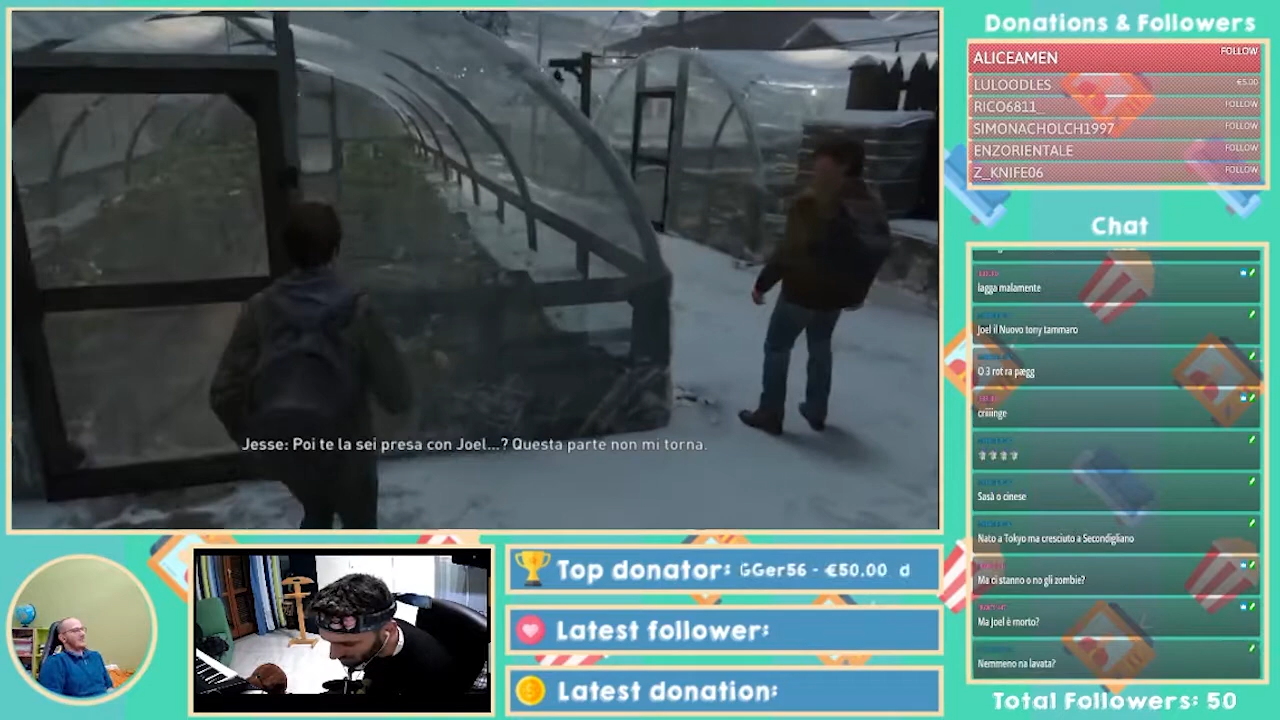 Donations & Followers
ALICEAMEN FOLLOW
LULOODLES €5.00
RICO6811_ FOLLOW
SIMONACHOLCH1997 FOLLOW
ENZORIENTALE FOLLOW
Z_KNIFE06 FOLLOW
Chat
lagga malamente
Joel il Nuovo tony tammaro
O 3 rot ra pægg
criiiinge
Sasà o cinese
Nato a Tokyo ma cresciuto a Secondigliano
Ma ci stanno o no gli zombie?
Ma Joel è morto?
Nemmeno na lavata?
Total Followers: 50
Jesse: Poi te la sei presa con Joel...? Questa parte non mi torna.
Top donator: GGer56 - €50.00 d
Latest follower:
Latest donation: